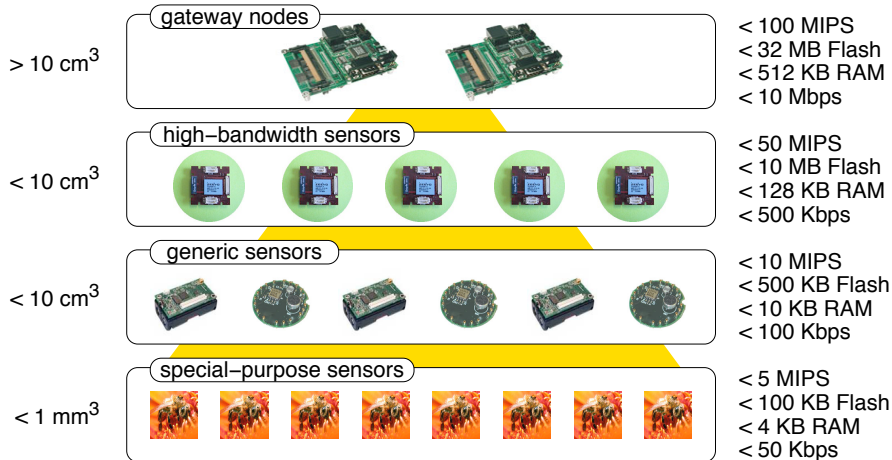 gateway nodes
> 10 cm³
< 100 MIPS
< 32 MB Flash
< 512 KB RAM
< 10 Mbps
high−bandwidth sensors
< 10 cm³
< 50 MIPS
< 10 MB Flash
< 128 KB RAM
< 500 Kbps
generic sensors
< 10 cm³
< 10 MIPS
< 500 KB Flash
< 10 KB RAM
< 100 Kbps
special−purpose sensors
< 1 mm³
< 5 MIPS
< 100 KB Flash
< 4 KB RAM
< 50 Kbps